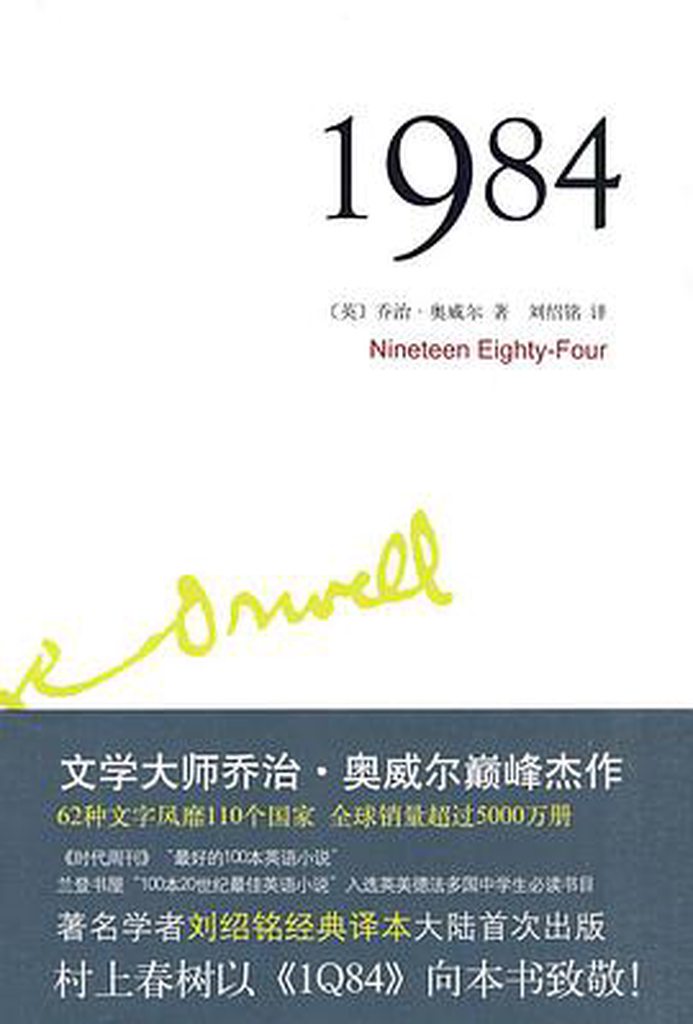 1984
〔英〕乔治·奥威尔 著 刘绍铭 译
Nineteen Eighty-Four
Orwell
文学大师乔治·奥威尔巅峰杰作
62种文字风靡110个国家 全球销量超过5000万册
《时代周刊》“最好的100本英语小说”
兰登书屋“100本20世纪最佳英语小说”入选英美德法多国中学生必读书目
著名学者刘绍铭经典译本大陆首次出版
村上春树以《1Q84》向本书致敬！